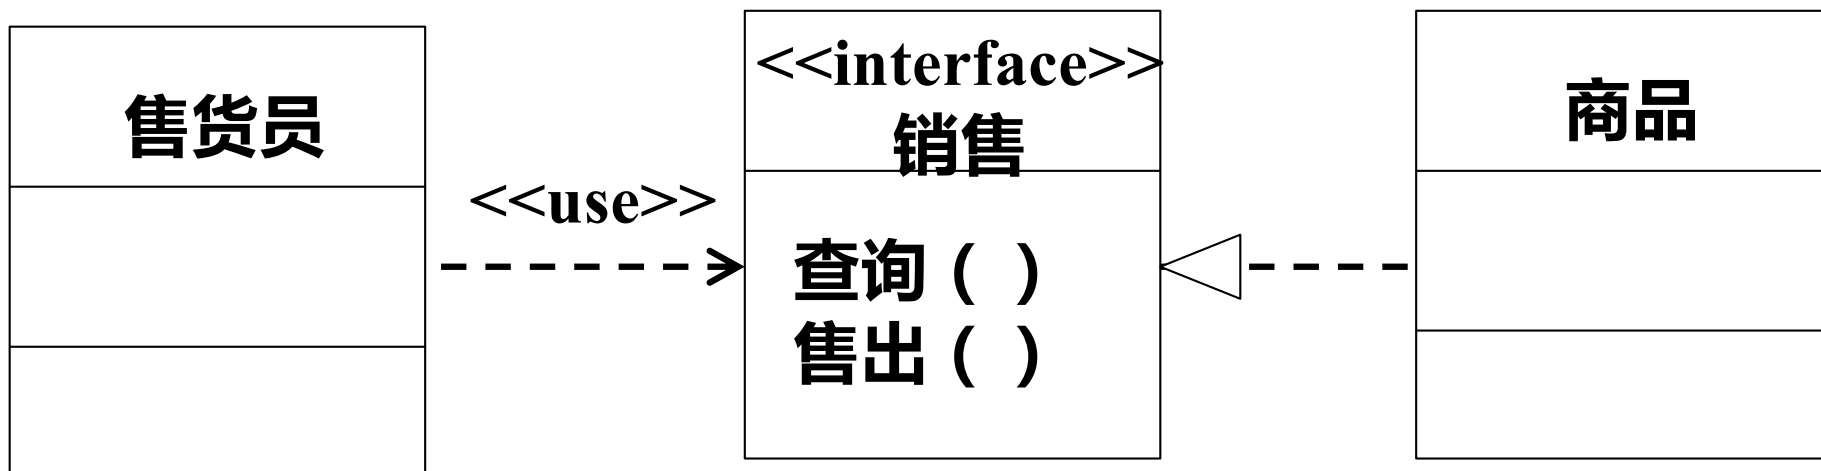 售货员
<<use>>
<<interface>>
销售
查询（ ）
售出（ ）
商品